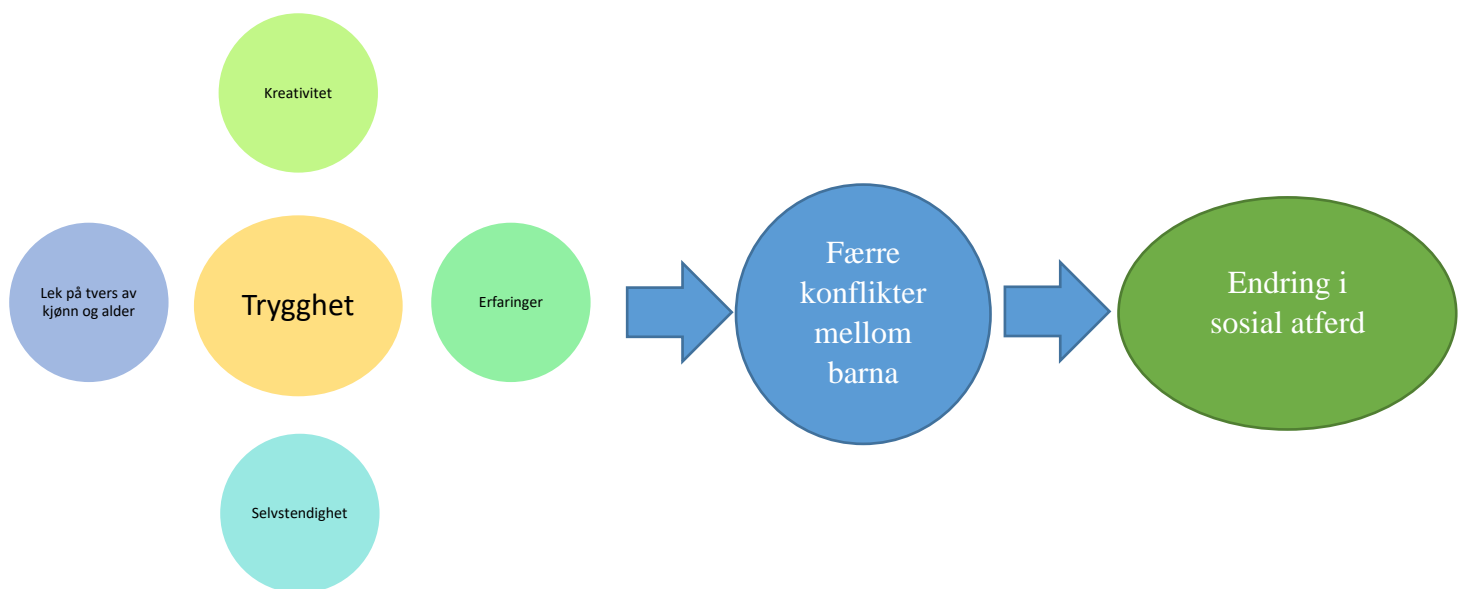 Kreativitet
Lek på tvers av
kjønn og alder
Trygghet
Erfaringer
Selvstendighet
Færre
konflikter
mellom
barna
Endring i
sosial atferd